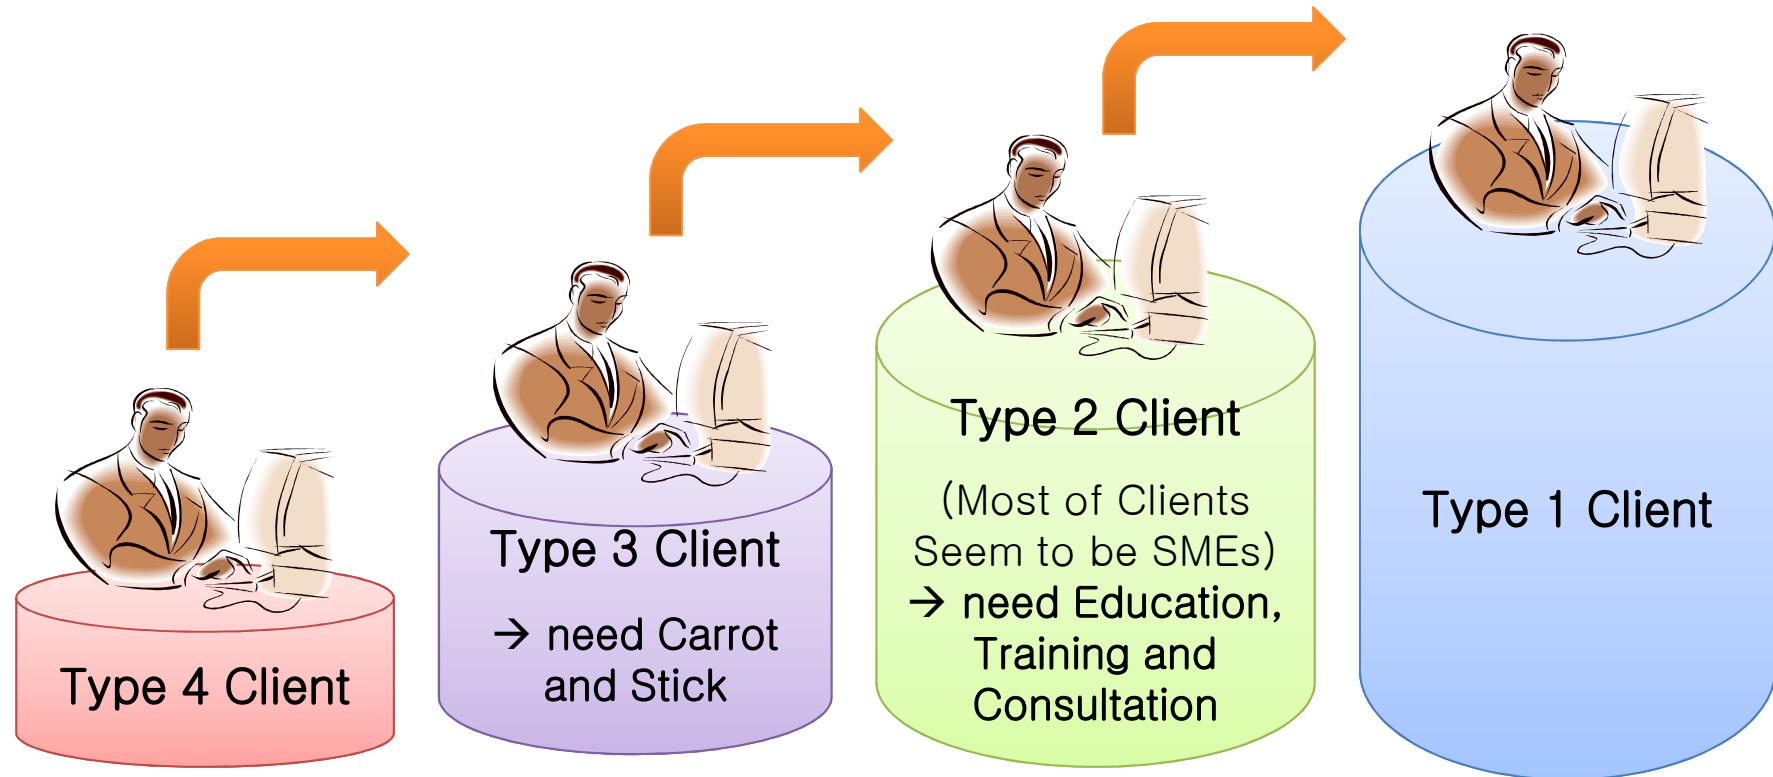 Type 4 Client
Type 3 Client
→ need Carrot
and Stick
Type 2 Client
(Most of Clients
Seem to be SMEs)
→ need Education,
Training and
Consultation
Type 1 Client